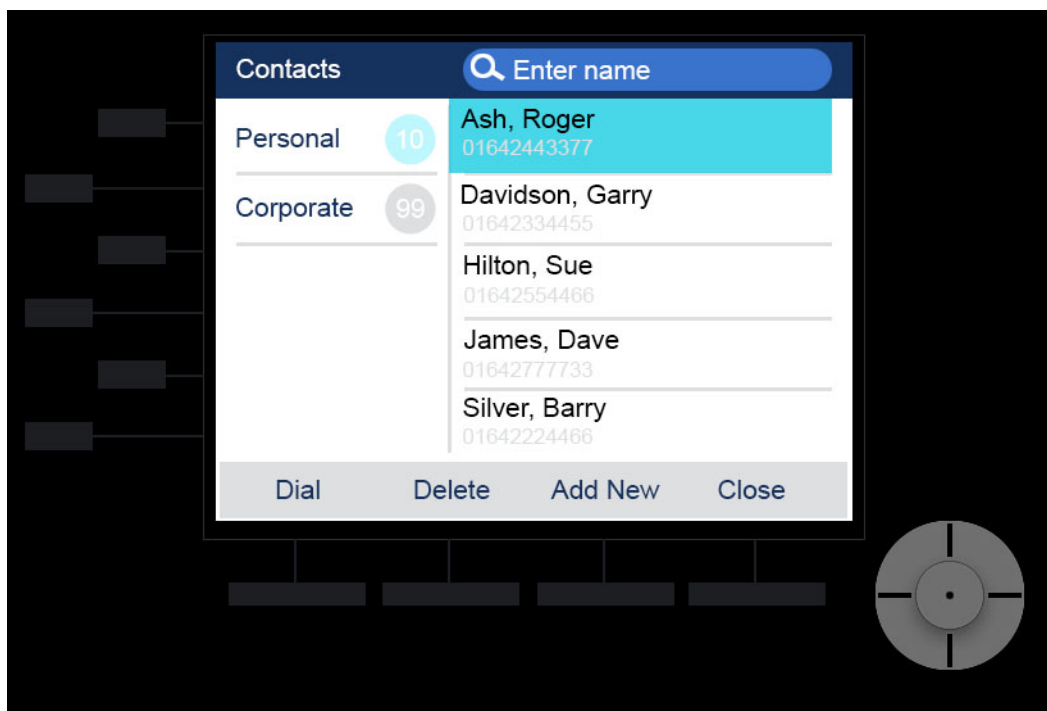 Contacts
Enter name
Personal 10
Corporate 99
Ash, Roger
01642443377
Davidson, Garry
01642334455
Hilton, Sue
01642554466
James, Dave
01642777733
Silver, Barry
01642224466
Dial Delete Add New Close